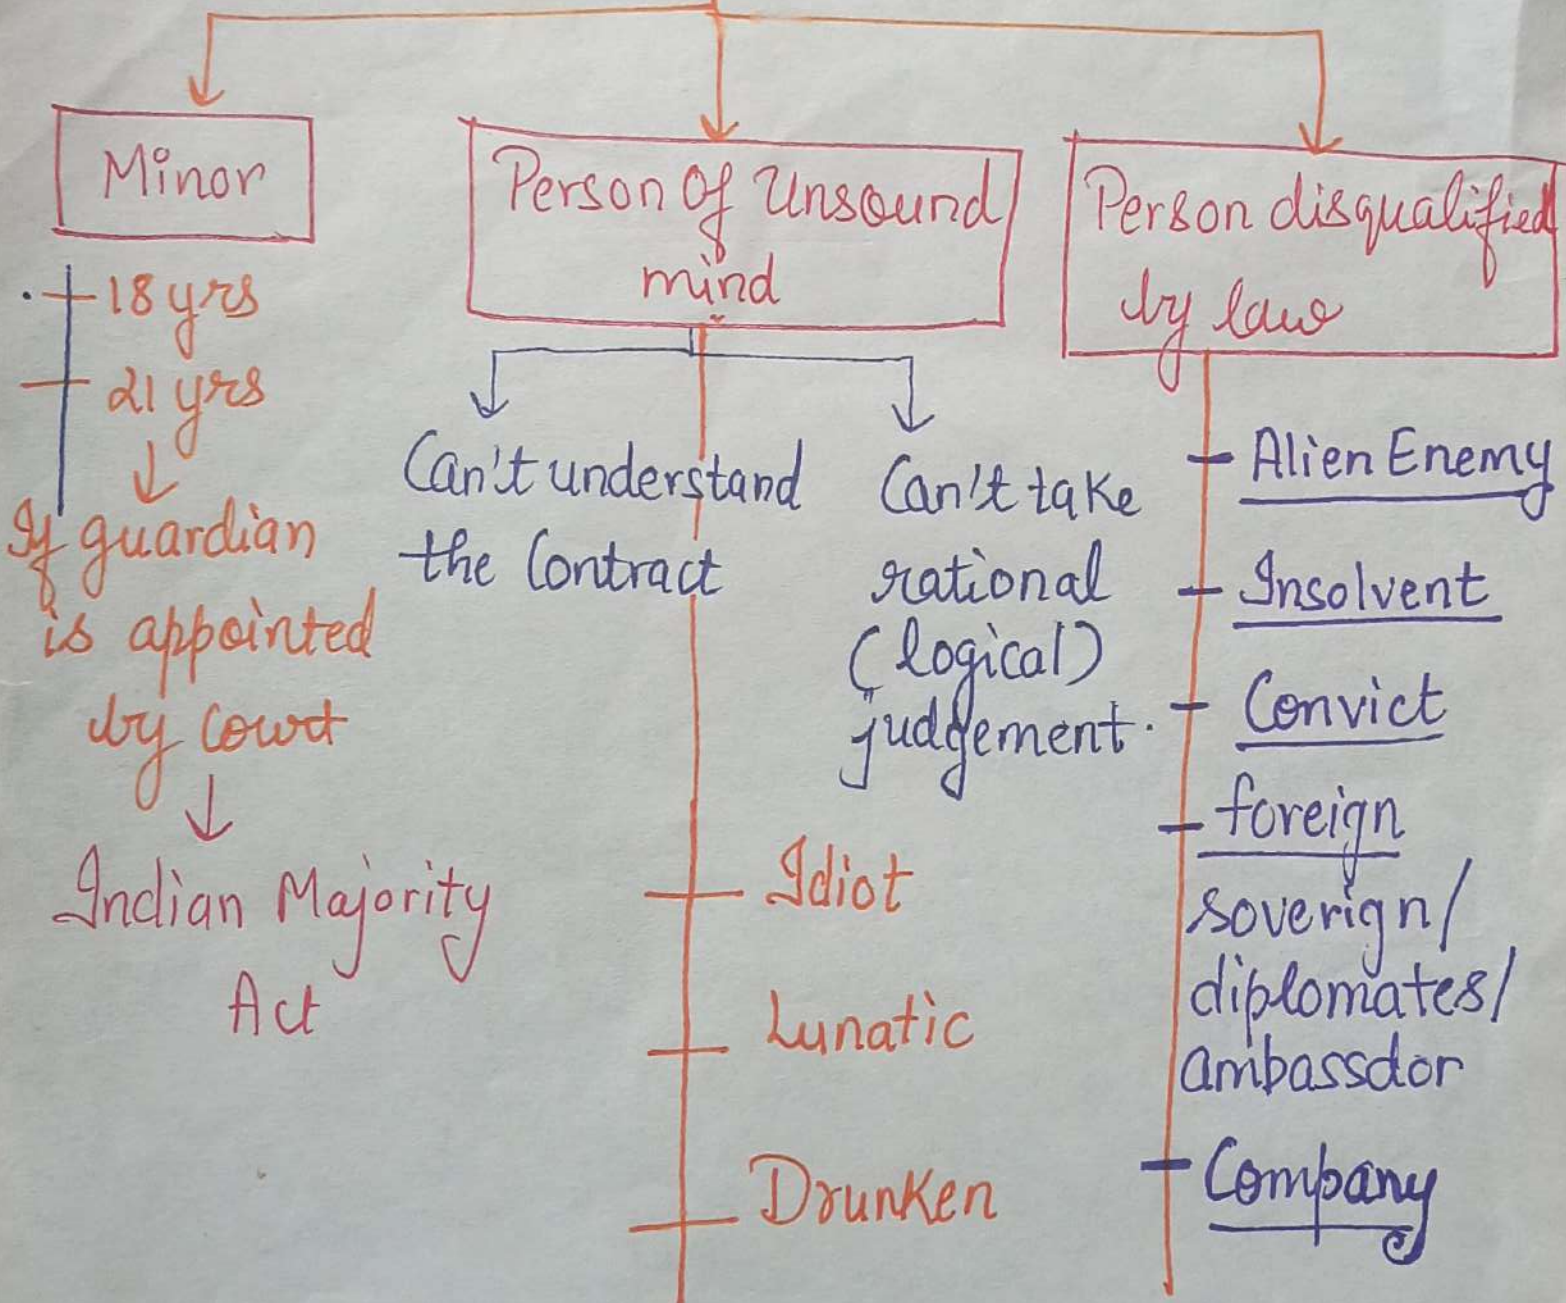 Minor
18 yrs
21 yrs
If guardian
is appointed
by court
Indian Majority
Act
Person Of Unsound
mind
Can't understand
the Contract
Can't take
rational
(logical)
judgement.
Idiot
Lunatic
Drunken
Person disqualified
by law
Alien Enemy
Insolvent
Convict
foreign
soverign/
diplomates/
ambassdor
Company